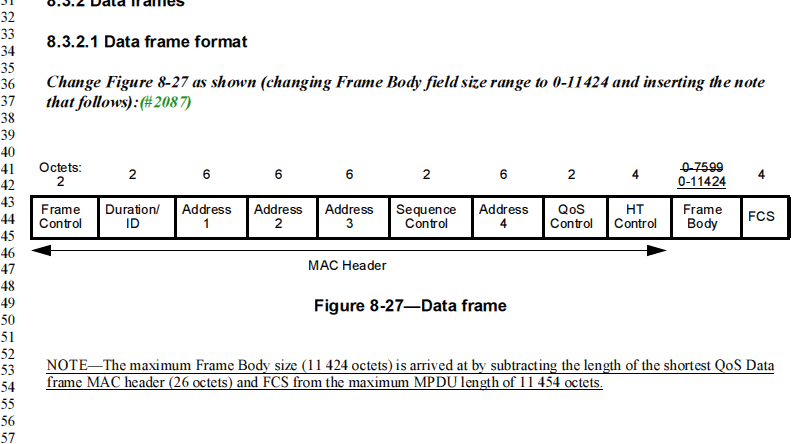 31 8.3.2 Data frames
32
33 8.3.2.1 Data frame format
34
35
36 Change Figure 8-27 as shown (changing Frame Body field size range to 0-11424 and inserting the note
37 that follows):(#2087)
38
39
40
41 Octets: 0-7599
42 2 2 6 6 6 2 6 2 4 0-11424 4
43
44 Frame Control Duration/ ID Address 1 Address 2 Address 3 Sequence Control Address 4 QoS Control HT Control Frame Body FCS
45
46
47 MAC Header
48
49 Figure 8-27—Data frame
50
51
52
53 NOTE—The maximum Frame Body size (11 424 octets) is arrived at by subtracting the length of the shortest QoS Data
54 frame MAC header (26 octets) and FCS from the maximum MPDU length of 11 454 octets.
55
56
57